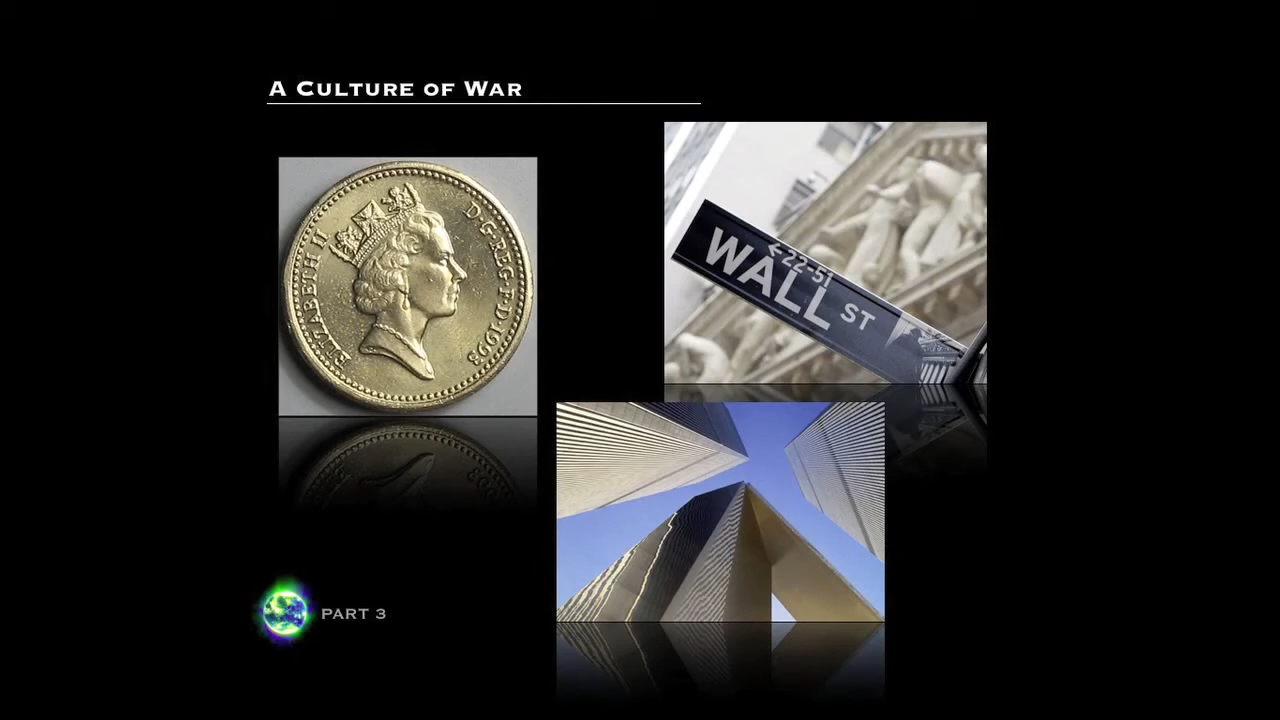 A CULTURE OF WAR
ELIZABETH II
D·G·REG·F·D·1993
←22-51
WALL ST
PART 3